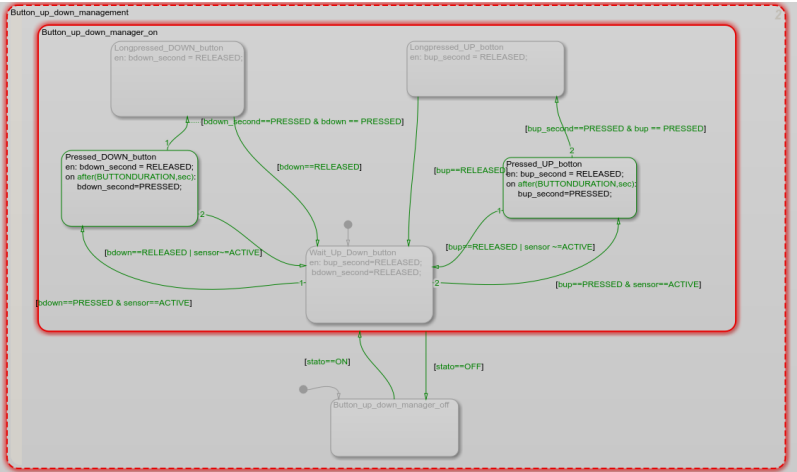 Button_up_down_management
2
Button_up_down_manager_on
Longpressed_DOWN_button
en: bdown_second = RELEASED;
Longpressed_UP_botton
en: bup_second = RELEASED;
[bdown_second==PRESSED & bdown == PRESSED]
[bup_second==PRESSED & bup == PRESSED]
1
2
Pressed_DOWN_button
en: bdown_second = RELEASED;
on after(BUTTONDURATION,sec):
bdown_second=PRESSED;
[bdown==RELEASED]
[bup==RELEASED]
Pressed_UP_botton
en: bup_second = RELEASED;
on after(BUTTONDURATION,sec):
bup_second=PRESSED;
2
1
[bdown==RELEASED | sensor~=ACTIVE]
Wait_Up_Down_button
en: bup_second=RELEASED;
bdown_second=RELEASED;
[bup==RELEASED | sensor ~=ACTIVE]
1
2
[bdown==PRESSED & sensor==ACTIVE]
[bup==PRESSED & sensor==ACTIVE]
[stato==ON]
[stato==OFF]
Button_up_down_manager_off